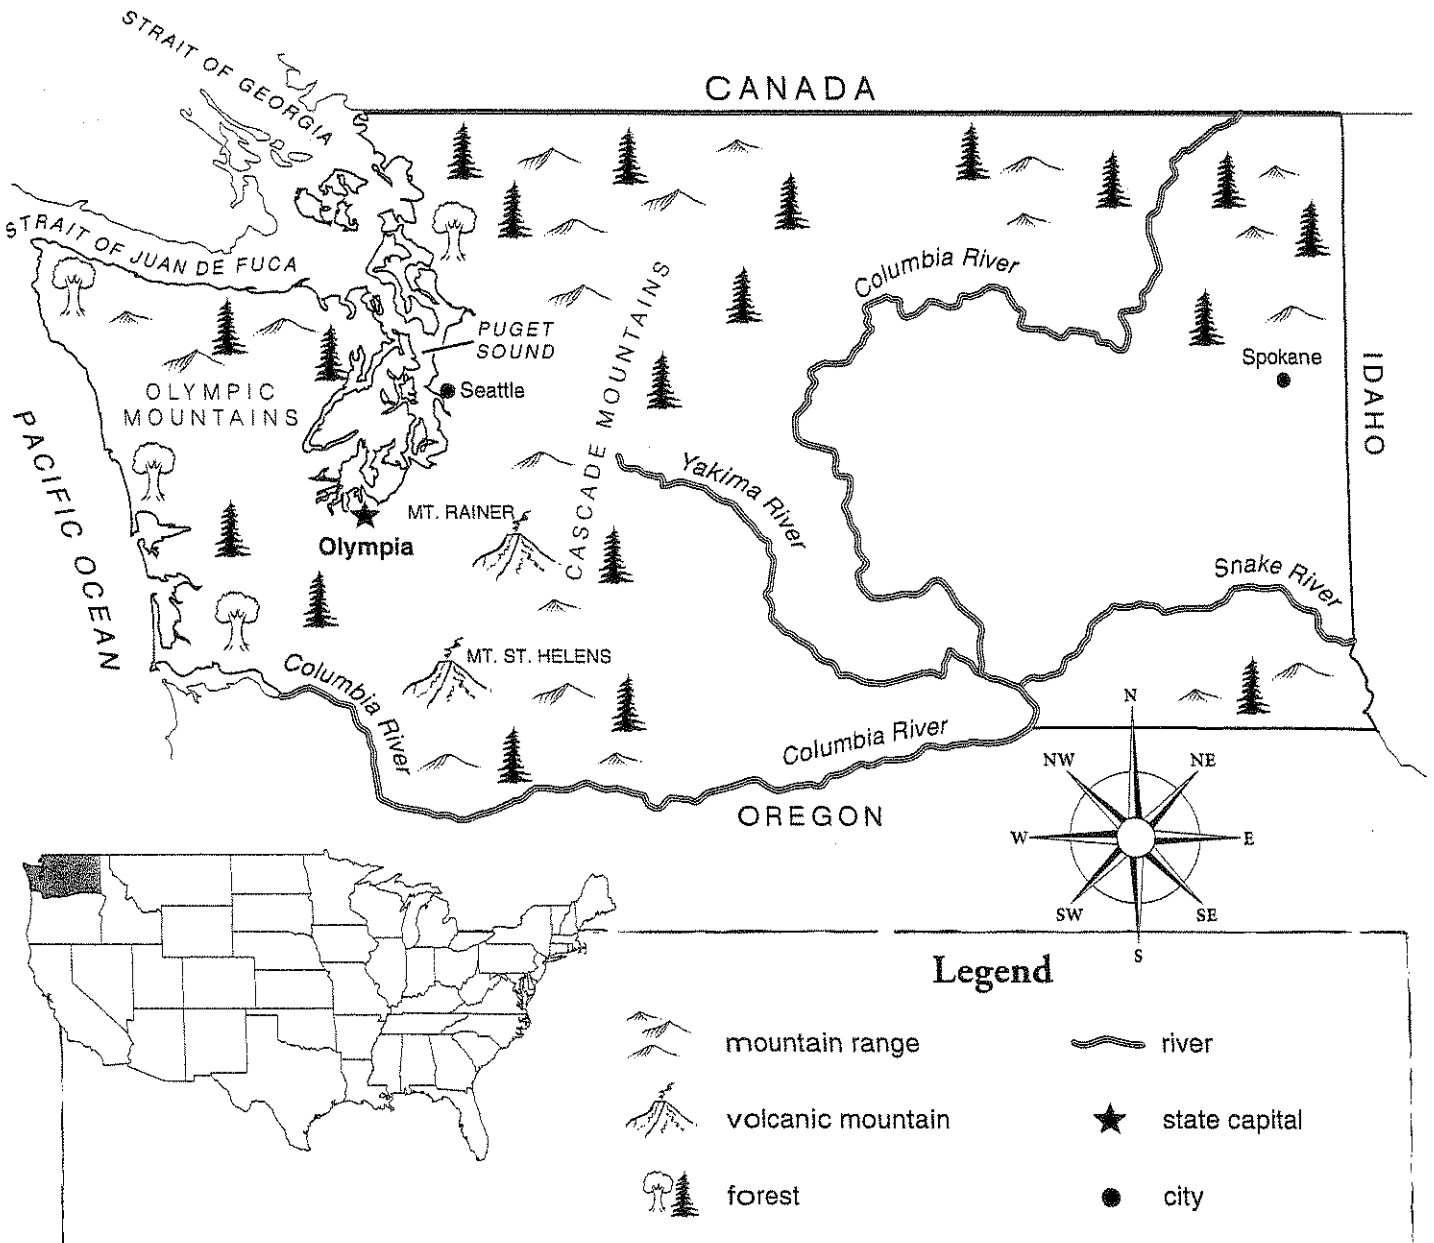 STRAIT OF GEORGIA
CANADA
STRAIT OF JUAN DE FUCA
Columbia River
PUGET
SOUND
CASCADE MOUNTAINS
Spokane
IDAHO
OLYMPIC
MOUNTAINS
Seattle
PACIFIC OCEAN
Yakima River
MT. RAINER
Olympia
Snake River
MT. ST. HELENS
Columbia River
Columbia River
OREGON
N
NW
NE
W
E
SW
SE
S
Legend
mountain range
river
volcanic mountain
state capital
forest
city